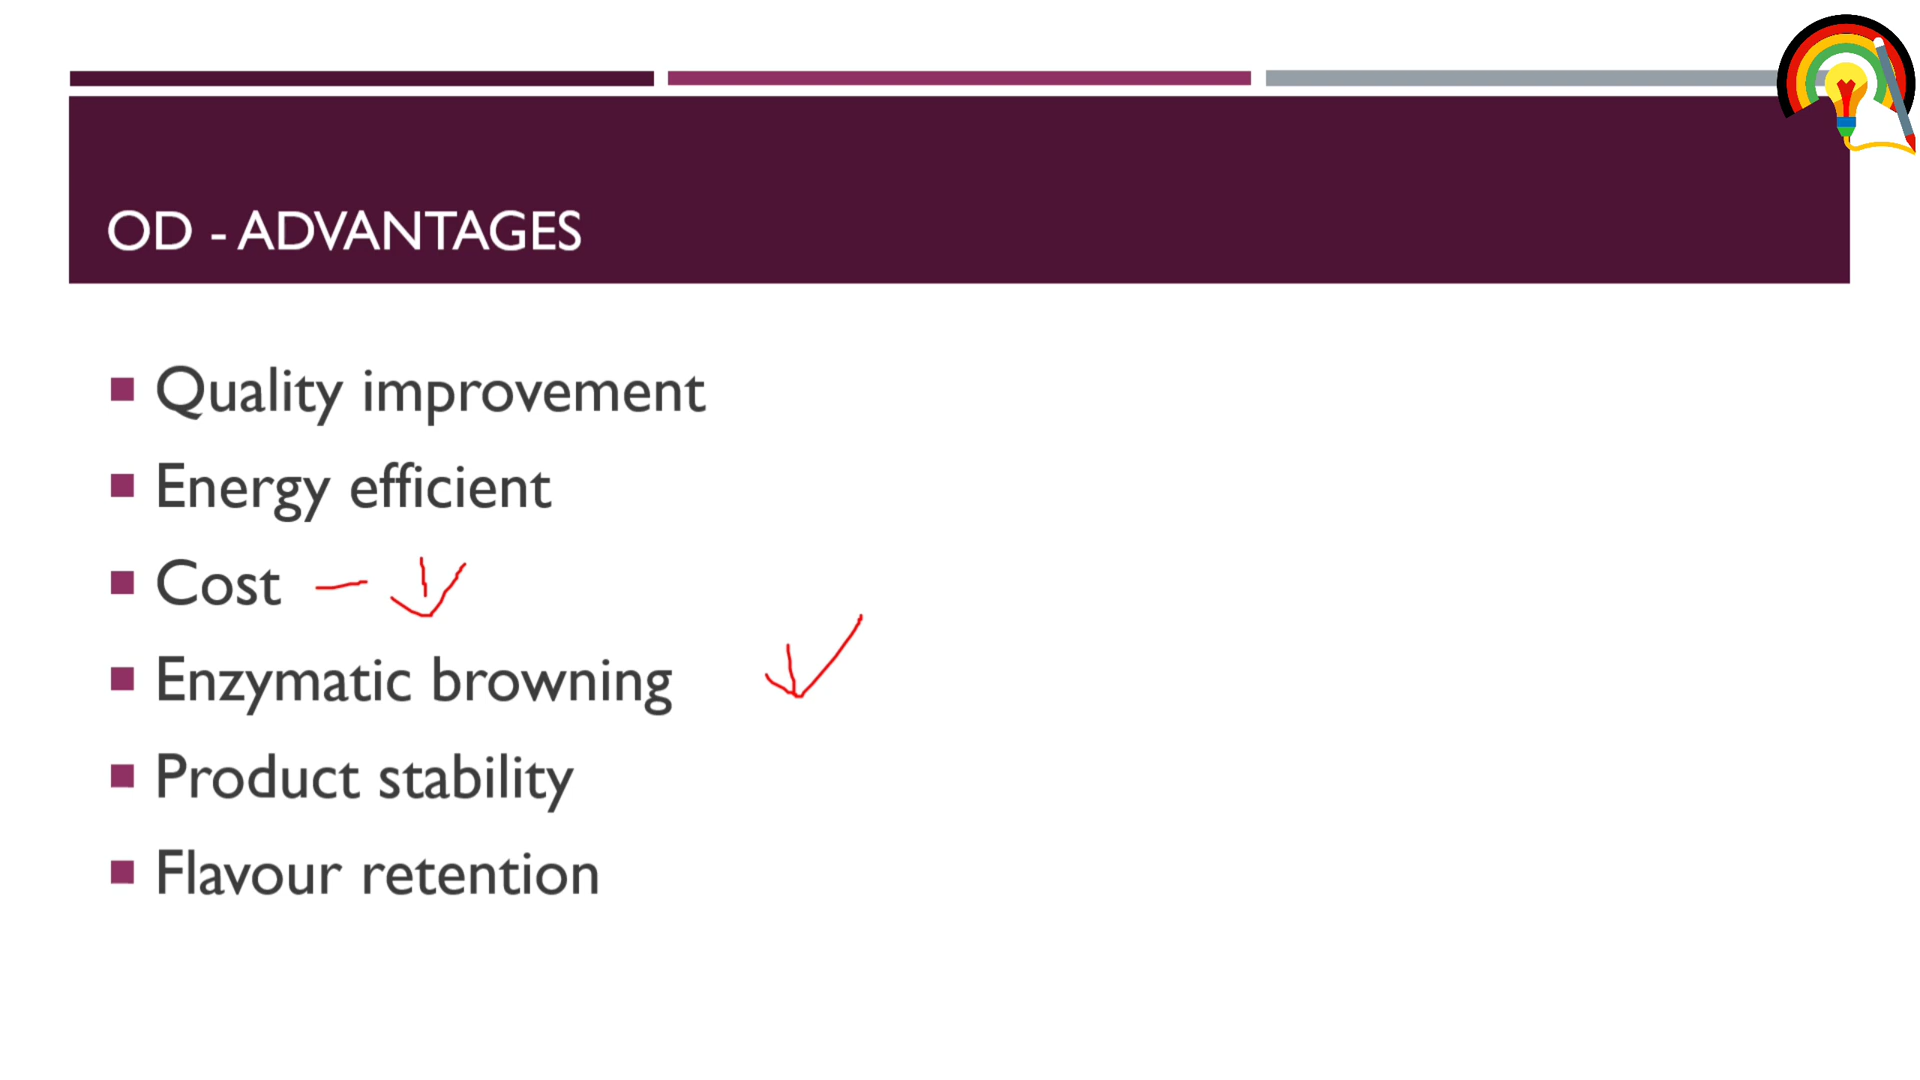 OD - ADVANTAGES
Quality improvement
Energy efficient
Cost -
Enzymatic browning
Product stability
Flavour retention